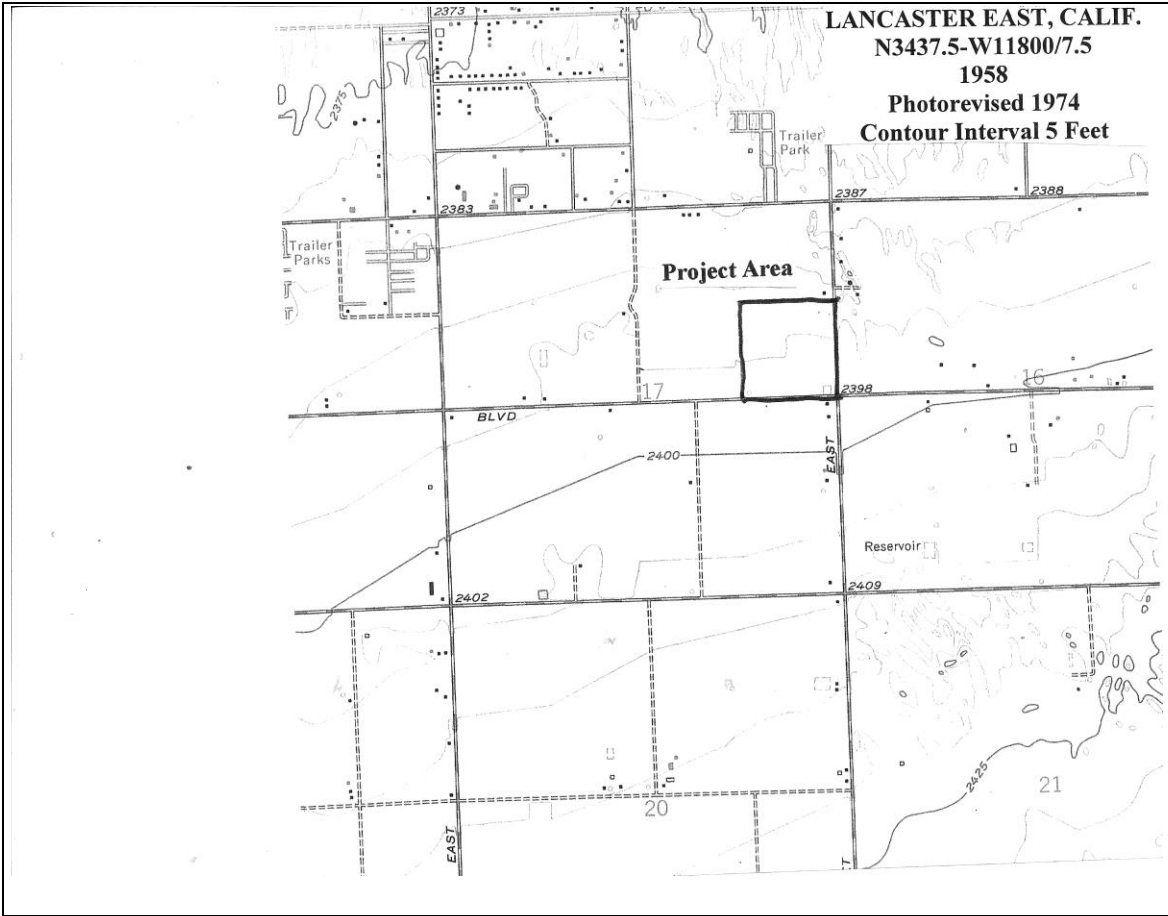 LANCASTER EAST, CALIF.
N3437.5-W11800/7.5
1958
Photorevised 1974
Contour Interval 5 Feet
2373
2375
Trailer
Park
2383
2387
2388
Trailer
Parks
Project Area
17
2398
16
BLVD
EAST
2400
Reservoir
2402
2409
2425
20
21
EAST